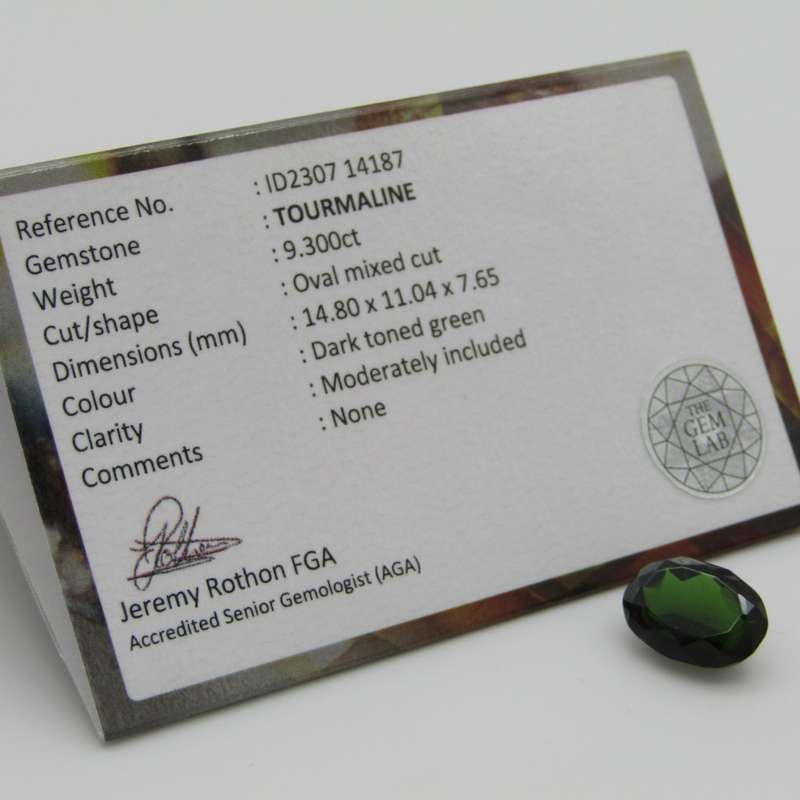 Reference No. : ID2307 14187
Gemstone : TOURMALINE
Weight : 9.300ct
Cut/shape : Oval mixed cut
Dimensions (mm) : 14.80 x 11.04 x 7.65
Colour : Dark toned green
Clarity : Moderately included
Comments : None
Jeremy Rothon FGA
Accredited Senior Gemologist (AGA)
THE
GEM
LAB